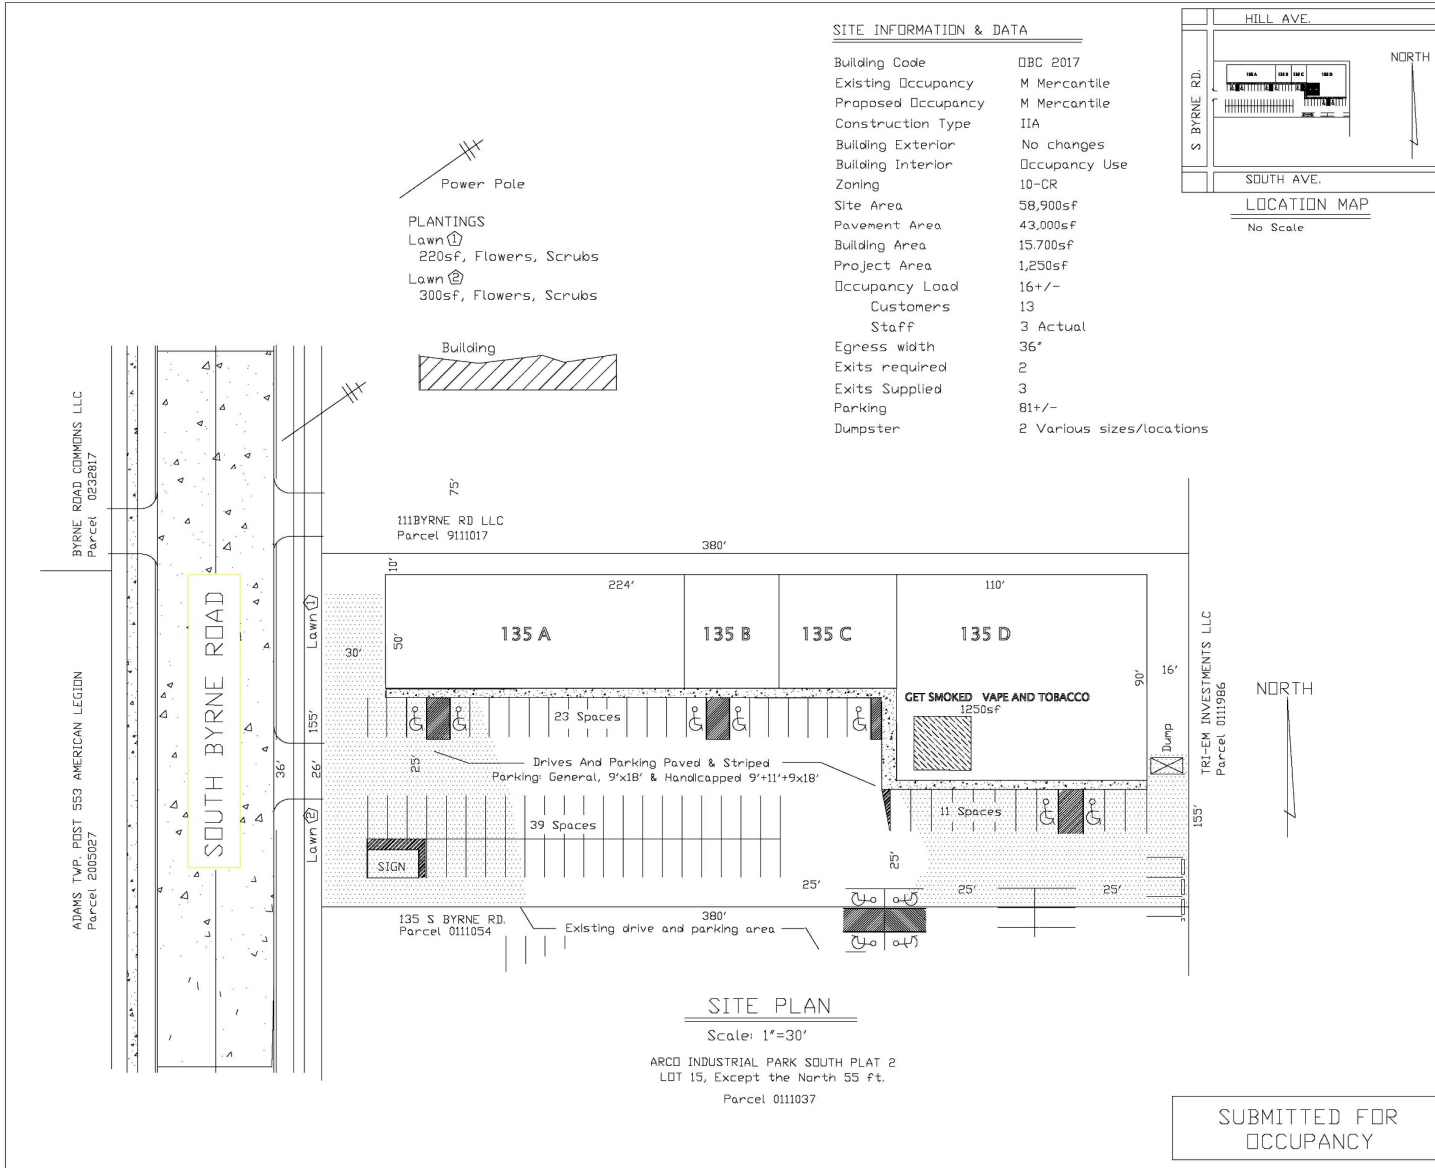 SITE INFORMATION & DATA
Building Code OBC 2017
Existing Occupancy M Mercantile
Proposed Occupancy M Mercantile
Construction Type IIA
Building Exterior No changes
Building Interior Occupancy Use
Zoning 10-CR
Site Area 58,900sf
Pavement Area 43,000sf
Building Area 15.700sf
Project Area 1,250sf
Occupancy Load 16+/-
Customers 13
Staff 3 Actual
Egress width 36"
Exits required 2
Exits Supplied 3
Parking 81+/-
Dumpster 2 Various sizes/locations
HILL AVE.
NORTH
S BYRNE RD.
135 A 135 B 135 C 135 D
SOUTH AVE.
LOCATION MAP
No Scale
Power Pole
PLANTINGS
Lawn 1
220sf, Flowers, Scrubs
Lawn 2
300sf, Flowers, Scrubs
Building
BYRNE ROAD COMMONS LLC
Parcel 0232817
ADAMS TWP. POST 553 AMERICAN LEGION
Parcel 2005027
SOUTH BYRNE ROAD
75'
111BYRNE RD LLC
Parcel 9111017
380'
10'
224'
110'
Lawn 1
30'
50'
135 A
135 B
135 C
135 D
90'
16'
TRI-EM INVESTMENTS LLC
Parcel 0111986
NORTH
GET SMOKED VAPE AND TOBACCO
1250sf
23 Spaces
155'
36'
26'
25'
Drives And Parking Paved & Striped
Parking: General, 9'x18' & Handicapped 9'+11'+9x18'
Dump
155'
Lawn 2
39 Spaces
11 Spaces
SIGN
25'
25'
25'
25'
135 S BYRNE RD.
Parcel 0111054
380'
Existing drive and parking area
SITE PLAN
Scale: 1"=30'
ARCO INDUSTRIAL PARK SOUTH PLAT 2
LOT 15, Except the North 55 ft.
Parcel 0111037
SUBMITTED FOR
OCCUPANCY